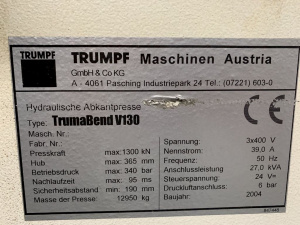 TRUMPF
TRUMPF Maschinen Austria
GmbH & Co KG
A - 4061 Pasching Industriepark 24 Tel.: (07221) 603-0
Hydraulische Abkantpresse
Type: TrumaBend V130
Masch. Nr.:
Fabr. Nr.:
Presskraft max:1300 kN
Hub: max: 365 mm
Betriebsdruck max: 340 bar
Nachlaufzeit max: 95 ms
Sicherheitsabstand min: 190 mm
Masse der Presse: 12950 kg
CE
Spannung: 3x400 V
Nennstrom: 39,0 A
Frequenz: 50 Hz
Anschlussleistung: 27,0 kVA
Steuerspannung: 24 V=
Druckluftanschluss: 6 bar
Baujahr: 2004